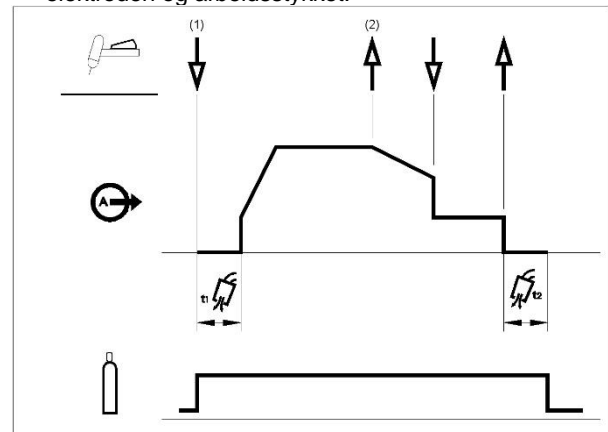 elektroden og arbeidsstykket.
(1) (2)
A
t1 t2